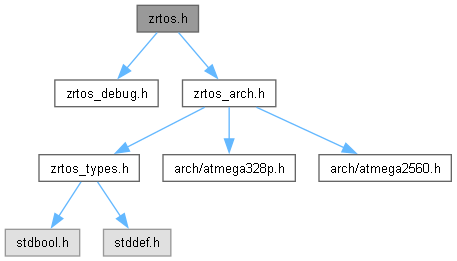 zrtos.h
zrtos_debug.h
zrtos_arch.h
zrtos_types.h
arch/atmega328p.h
arch/atmega2560.h
stdbool.h
stddef.h